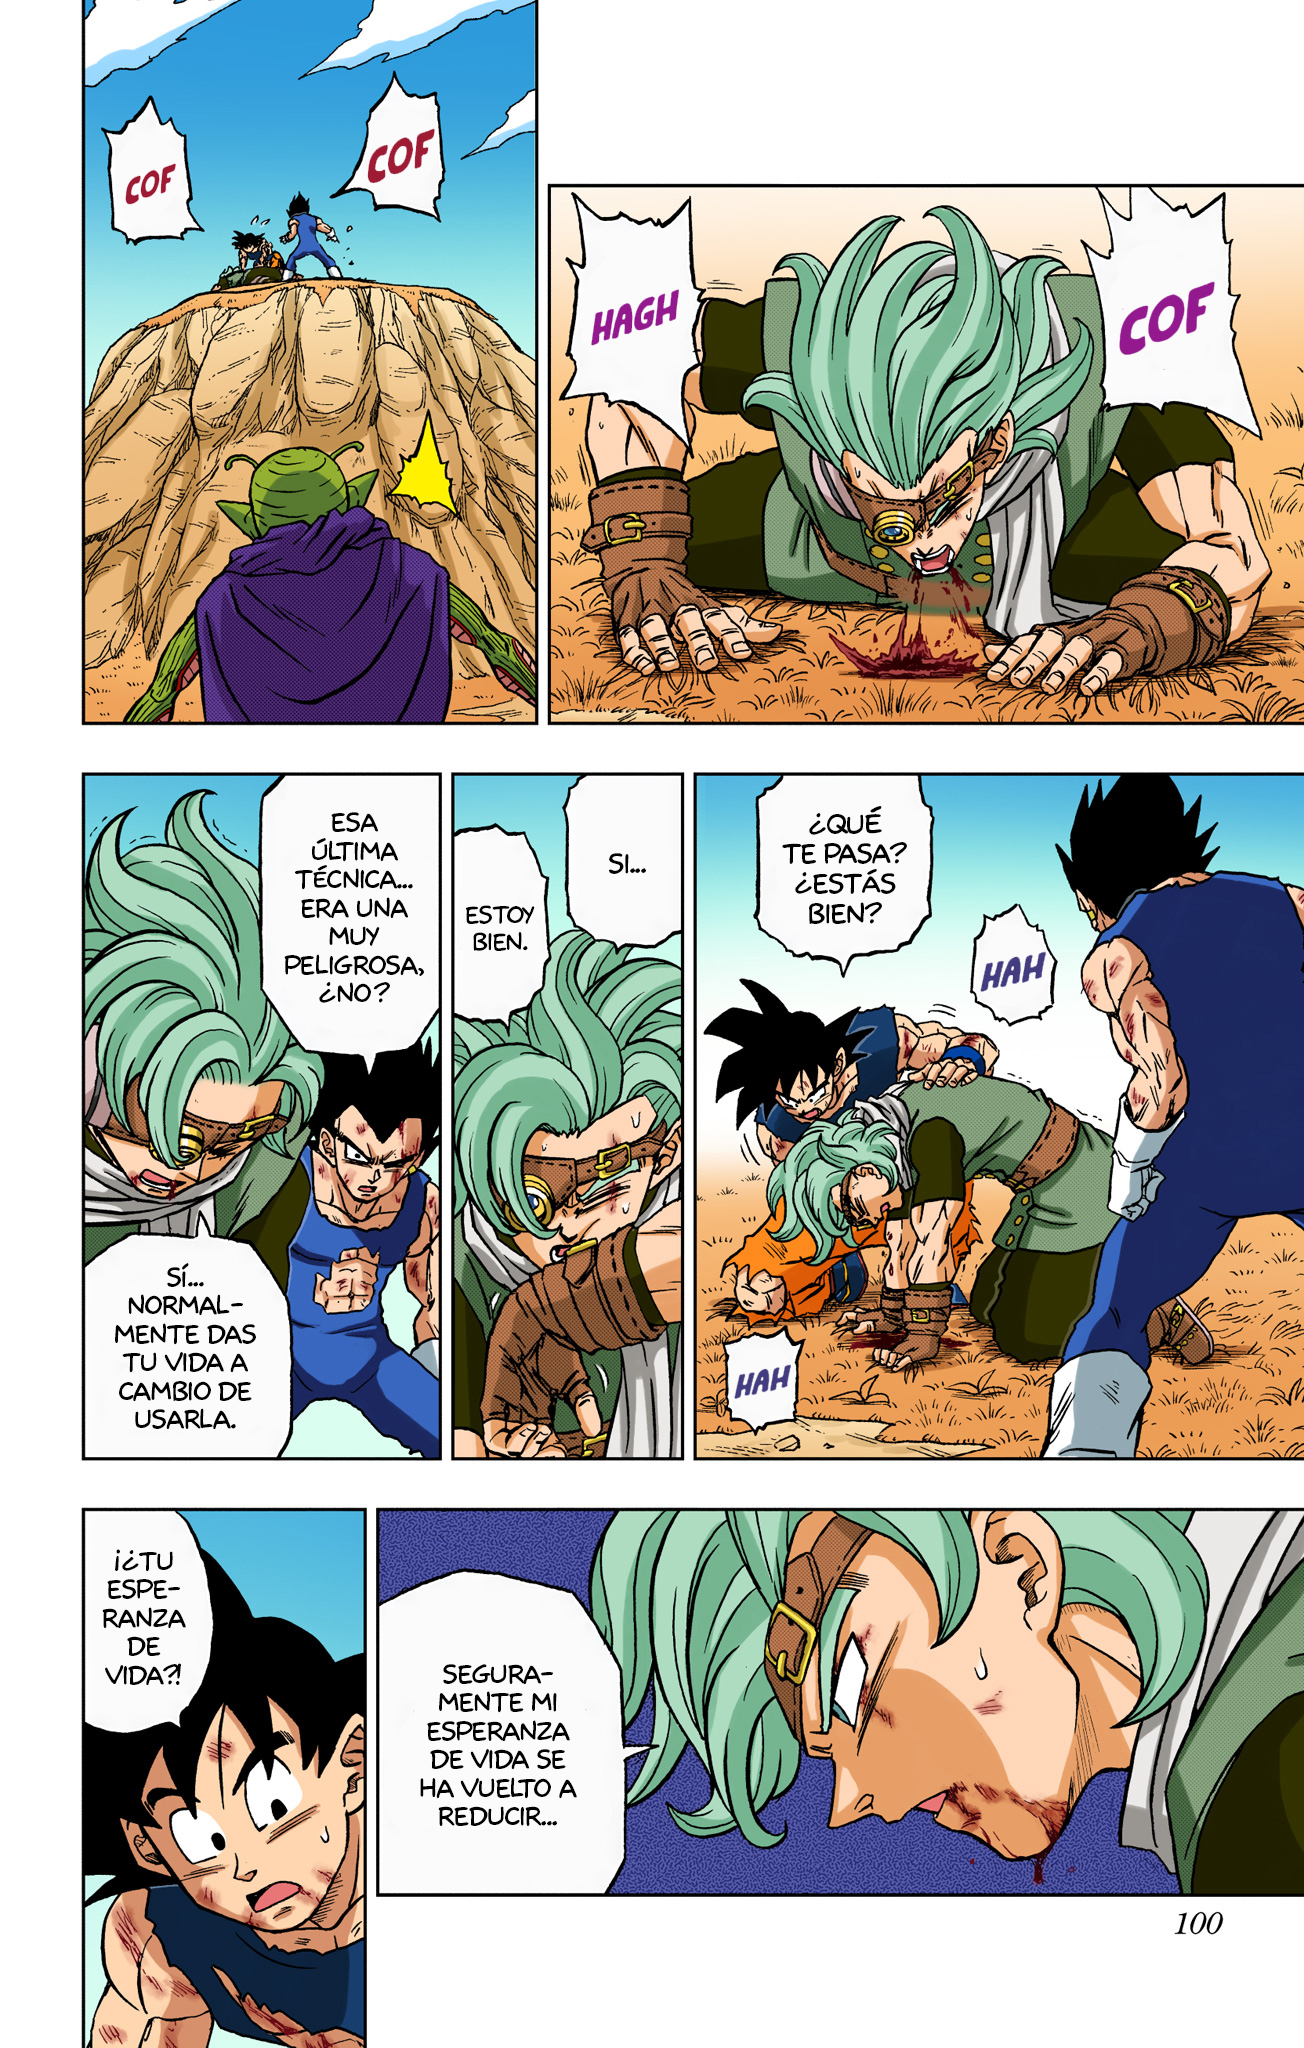 COF
HAGH
COF
COF
¿QUÉ
TE PASA?
¿ESTÁS
BIEN?
HAH
HAH
SI...
ESTOY
BIEN.
ESA
ÚLTIMA
TÉCNICA...
ERA UNA
MUY
PELIGROSA,
¿NO?
SÍ...
NORMAL-
MENTE DAS
TU VIDA A
CAMBIO DE
USARLA.
SEGURA-
MENTE MI
ESPERANZA
DE VIDA SE
HA VUELTO A
REDUCIR...
¡¿TU
ESPE-
RANZA
DE
VIDA?!
100